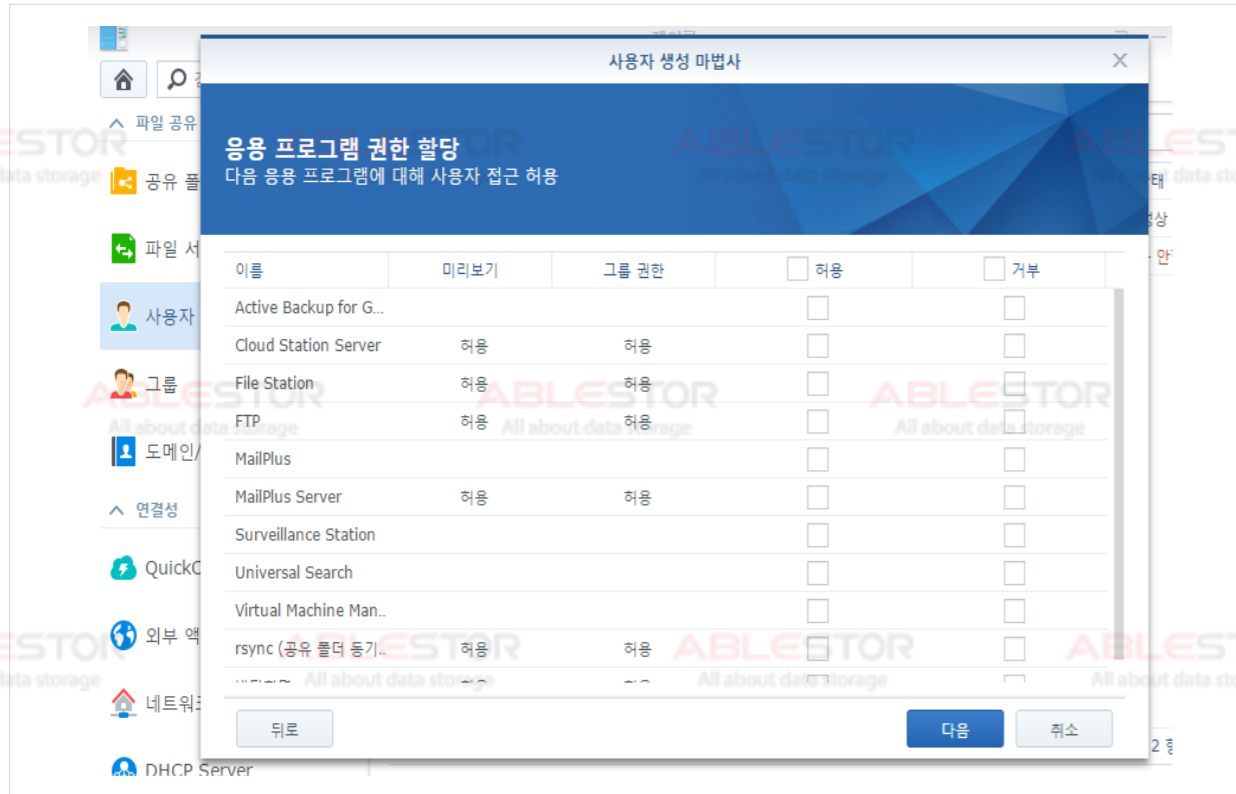 사용자 생성 마법사
파일 공유
응용 프로그램 권한 할당
다음 응용 프로그램에 대해 사용자 접근 허용
공유 폴
파일 서
사용자
그룹
도메인/
연결성
QuickC
외부 액
네트워크
DHCP Server
이름 미리보기 그룹 권한 허용 거부
Active Backup for G...
Cloud Station Server 허용 허용
File Station 허용 허용
FTP 허용 허용
MailPlus
MailPlus Server 허용 허용
Surveillance Station
Universal Search
Virtual Machine Man..
rsync (공유 폴더 동기.. 허용 허용
뒤로 다음 취소
ABLESTOR
All about data storage